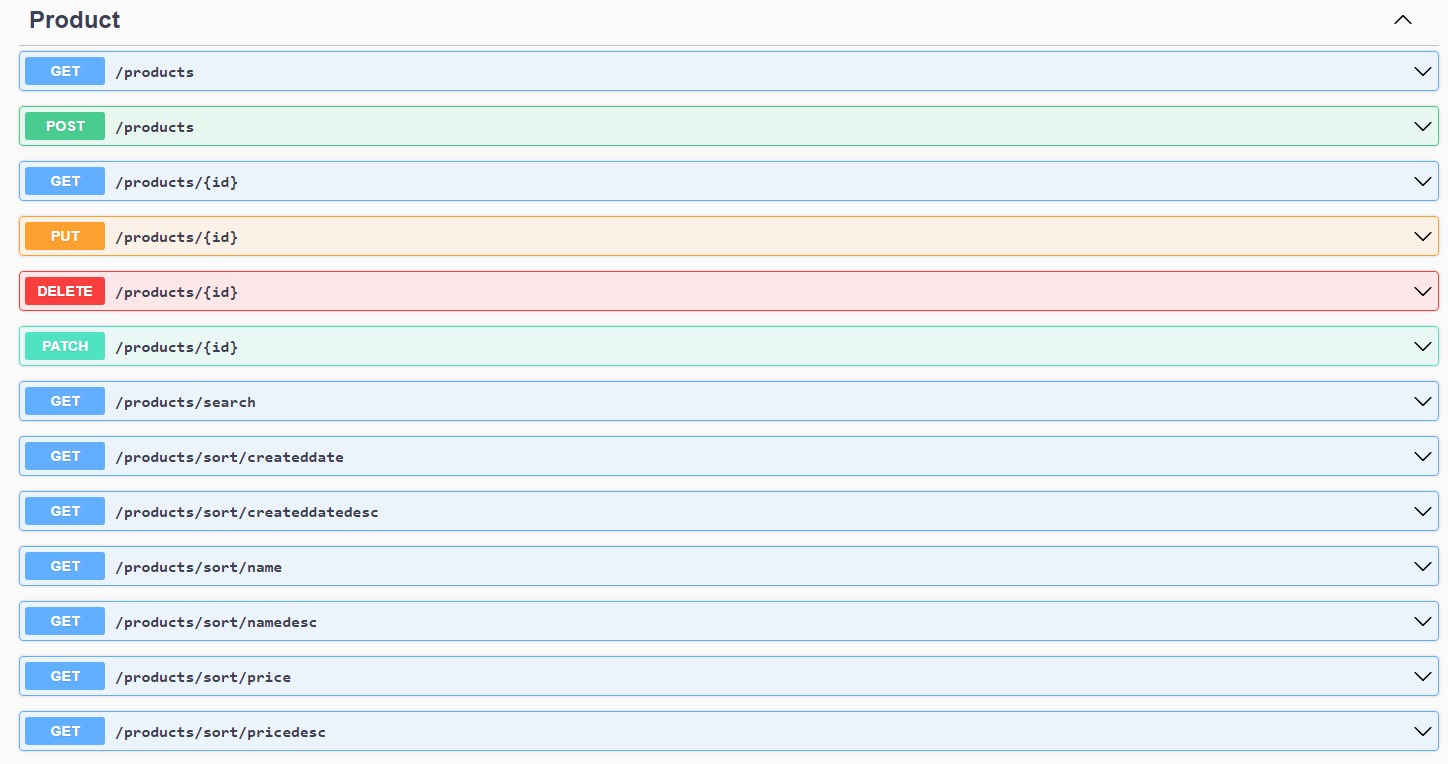 Product
GET /products
POST /products
GET /products/{id}
PUT /products/{id}
DELETE /products/{id}
PATCH /products/{id}
GET /products/search
GET /products/sort/createddate
GET /products/sort/createddatedesc
GET /products/sort/name
GET /products/sort/namedesc
GET /products/sort/price
GET /products/sort/pricedesc